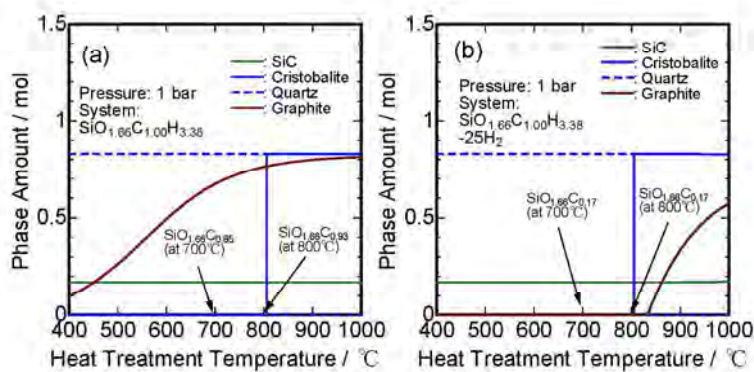 Phase Amount / mol
1.5
1
0.5
0
(a)
Pressure: 1 bar
System:
SiO₁.₆₆C₁.₀₀H₃.₃₈
: SiC
: Cristobalite
: Quartz
: Graphite
SiO₁.₆₆C₀.₈₅
(at 700℃)
SiO₁.₆₆C₀.₉₃
(at 800℃)
400 500 600 700 800 900 1000
Heat Treatment Temperature / ℃
Phase Amount / mol
1.5
1
0.5
0
(b)
Pressure: 1 bar
System:
SiO₁.₆₆C₁.₀₀H₃.₃₈
-25H₂
: SiC
: Cristobalite
: Quartz
: Graphite
SiO₁.₆₆C₀.₁₇
(at 700℃)
SiO₁.₆₆C₀.₁₇
(at 800℃)
400 500 600 700 800 900 1000
Heat Treatment Temperature / ℃